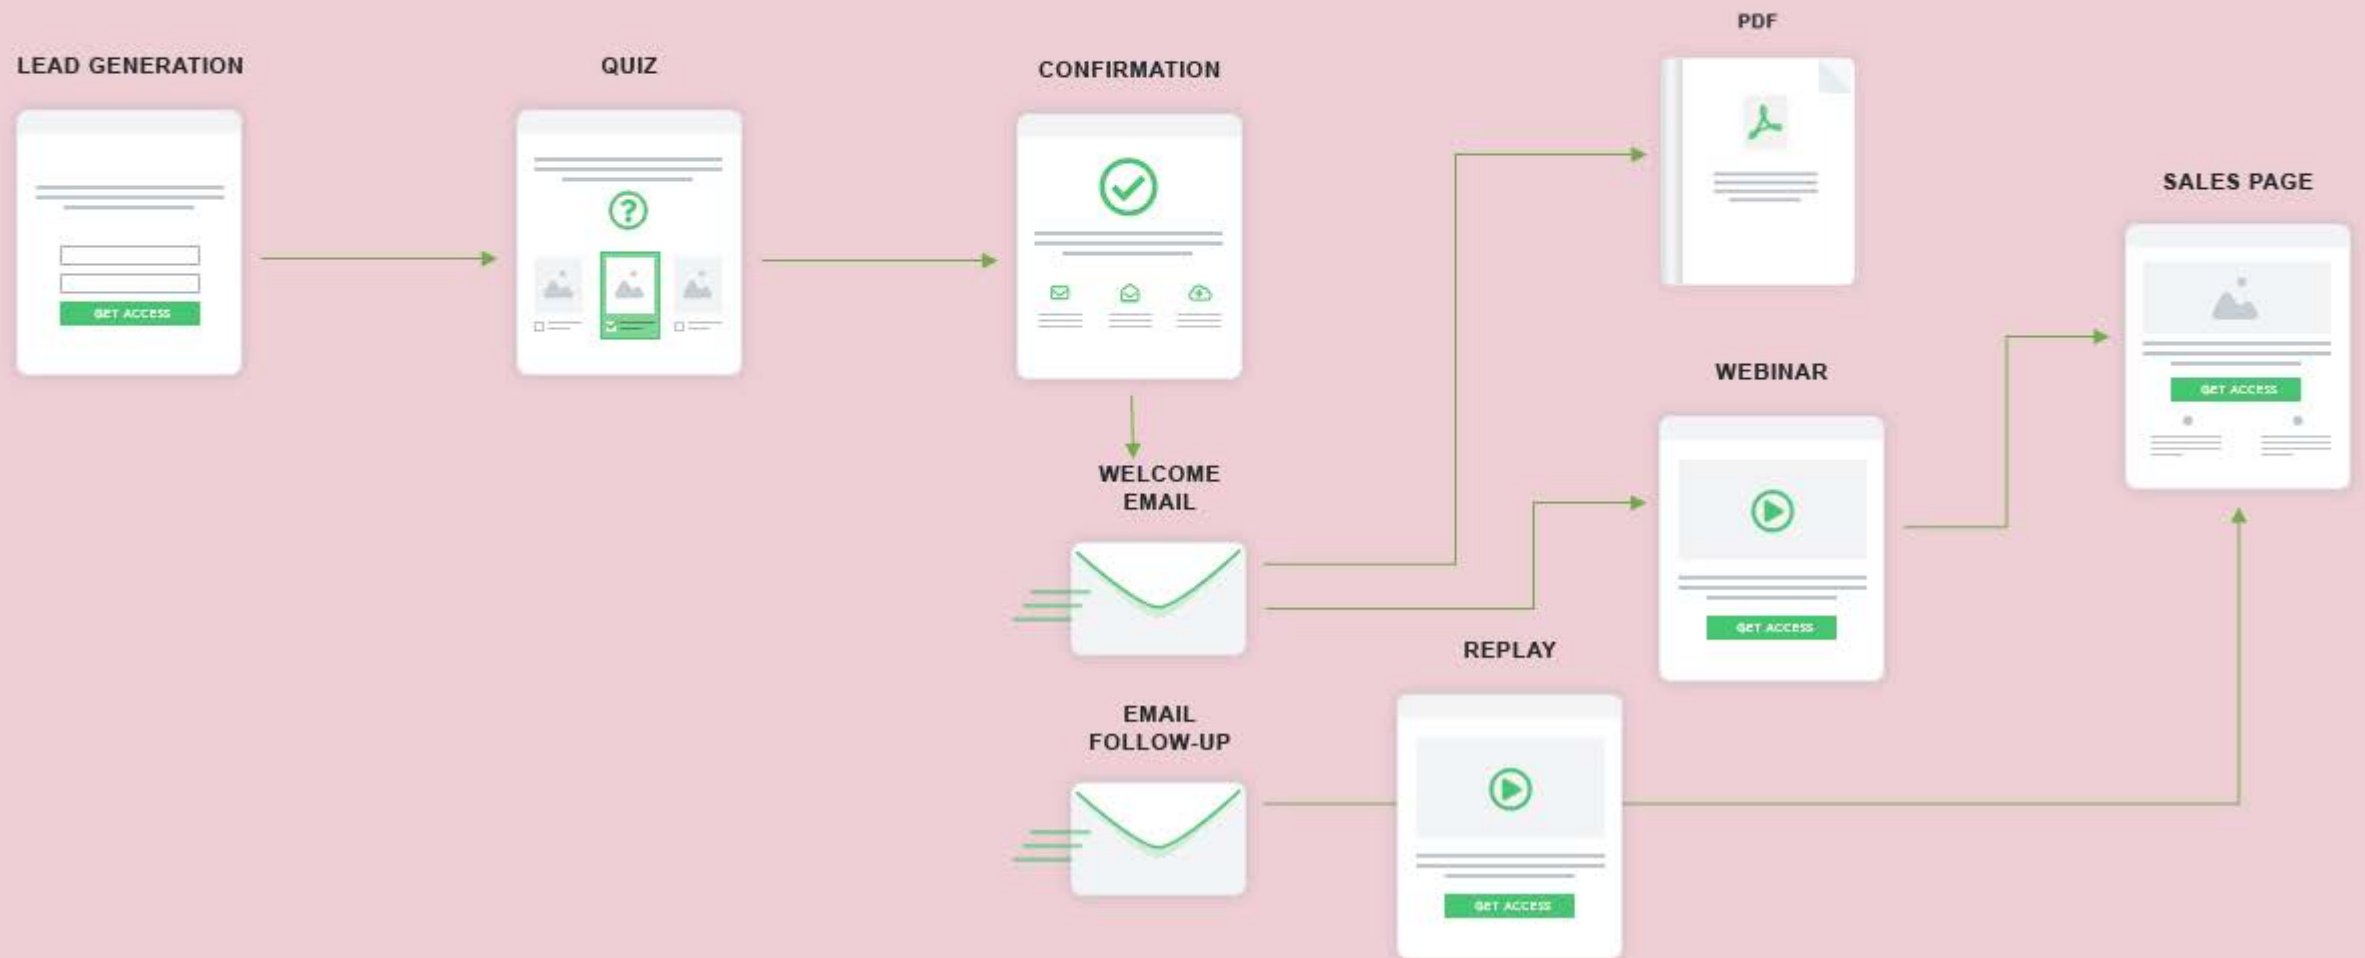 PDF
LEAD GENERATION
QUIZ
CONFIRMATION
GET ACCESS
SALES PAGE
GET ACCESS
WEBINAR
GET ACCESS
WELCOME
EMAIL
REPLAY
GET ACCESS
EMAIL
FOLLOW-UP